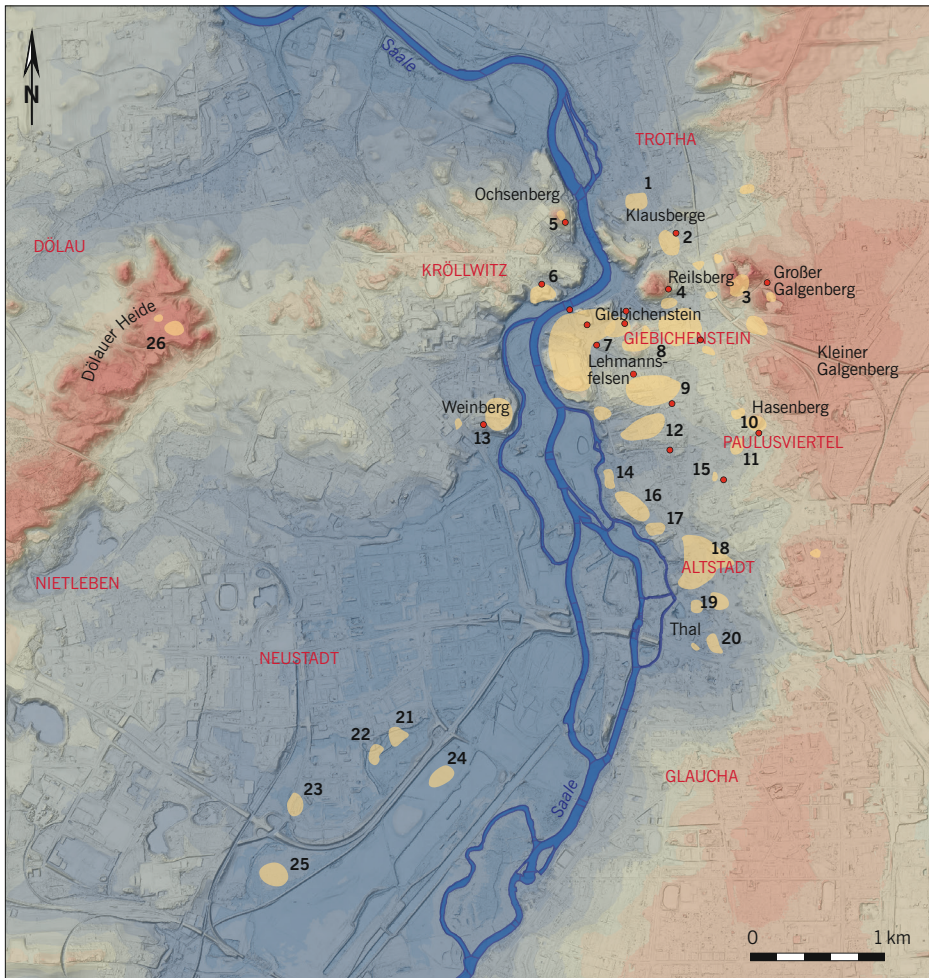 N
Saale
TROTHA
1
Ochsenberg
Klausberge
5
2
DÖLAU
KRÖLLWITZ
6
Reilsberg
4
Großer
Galgenberg
3
Dölauer Heide
26
Giebichenstein
GIEBICHENSTEIN
7
8
Lehmanns-
felsen
Kleiner
Galgenberg
9
Weinberg
13
Hasenberg
10
12
PAULUSVIERTEL
11
14
15
16
17
18
ALTSTADT
NIETLEBEN
19
Thal
20
NEUSTADT
21
22
24
23
GLAUCHA
Saale
25
0
1 km